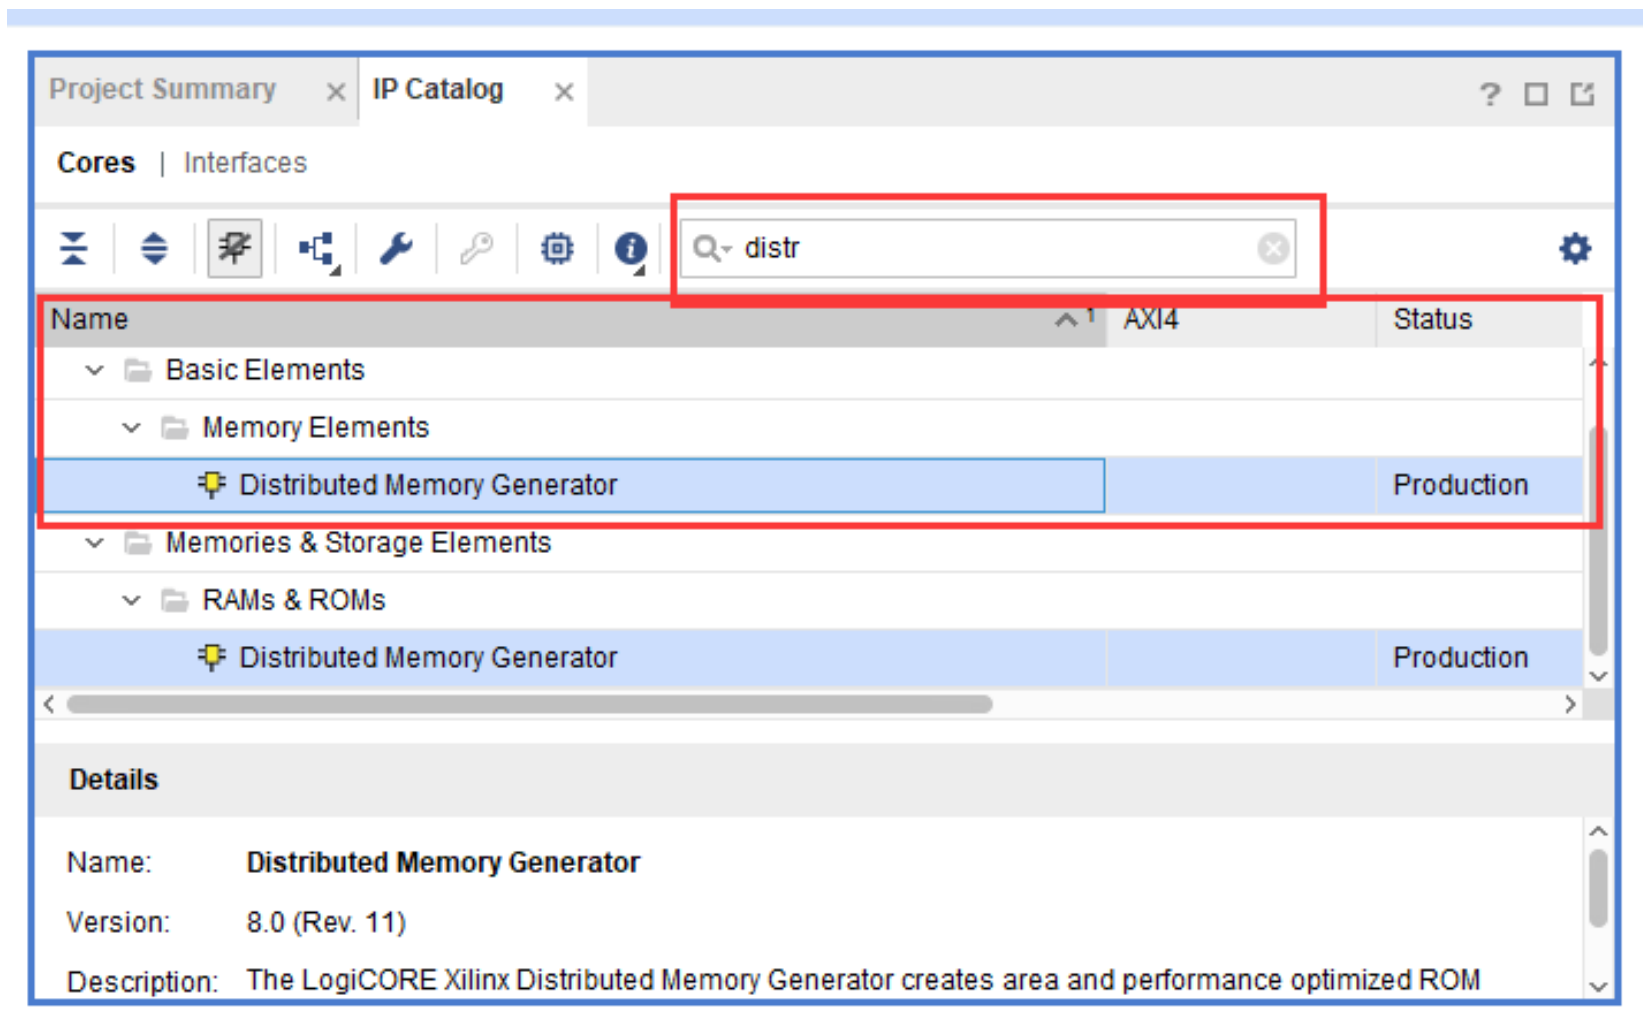 Project Summary IP Catalog ?
Cores | Interfaces
distr
Name 1 AXI4 Status
Basic Elements
Memory Elements
Distributed Memory Generator Production
Memories & Storage Elements
RAMs & ROMs
Distributed Memory Generator Production
Details
Name: Distributed Memory Generator
Version: 8.0 (Rev. 11)
Description: The LogiCORE Xilinx Distributed Memory Generator creates area and performance optimized ROM